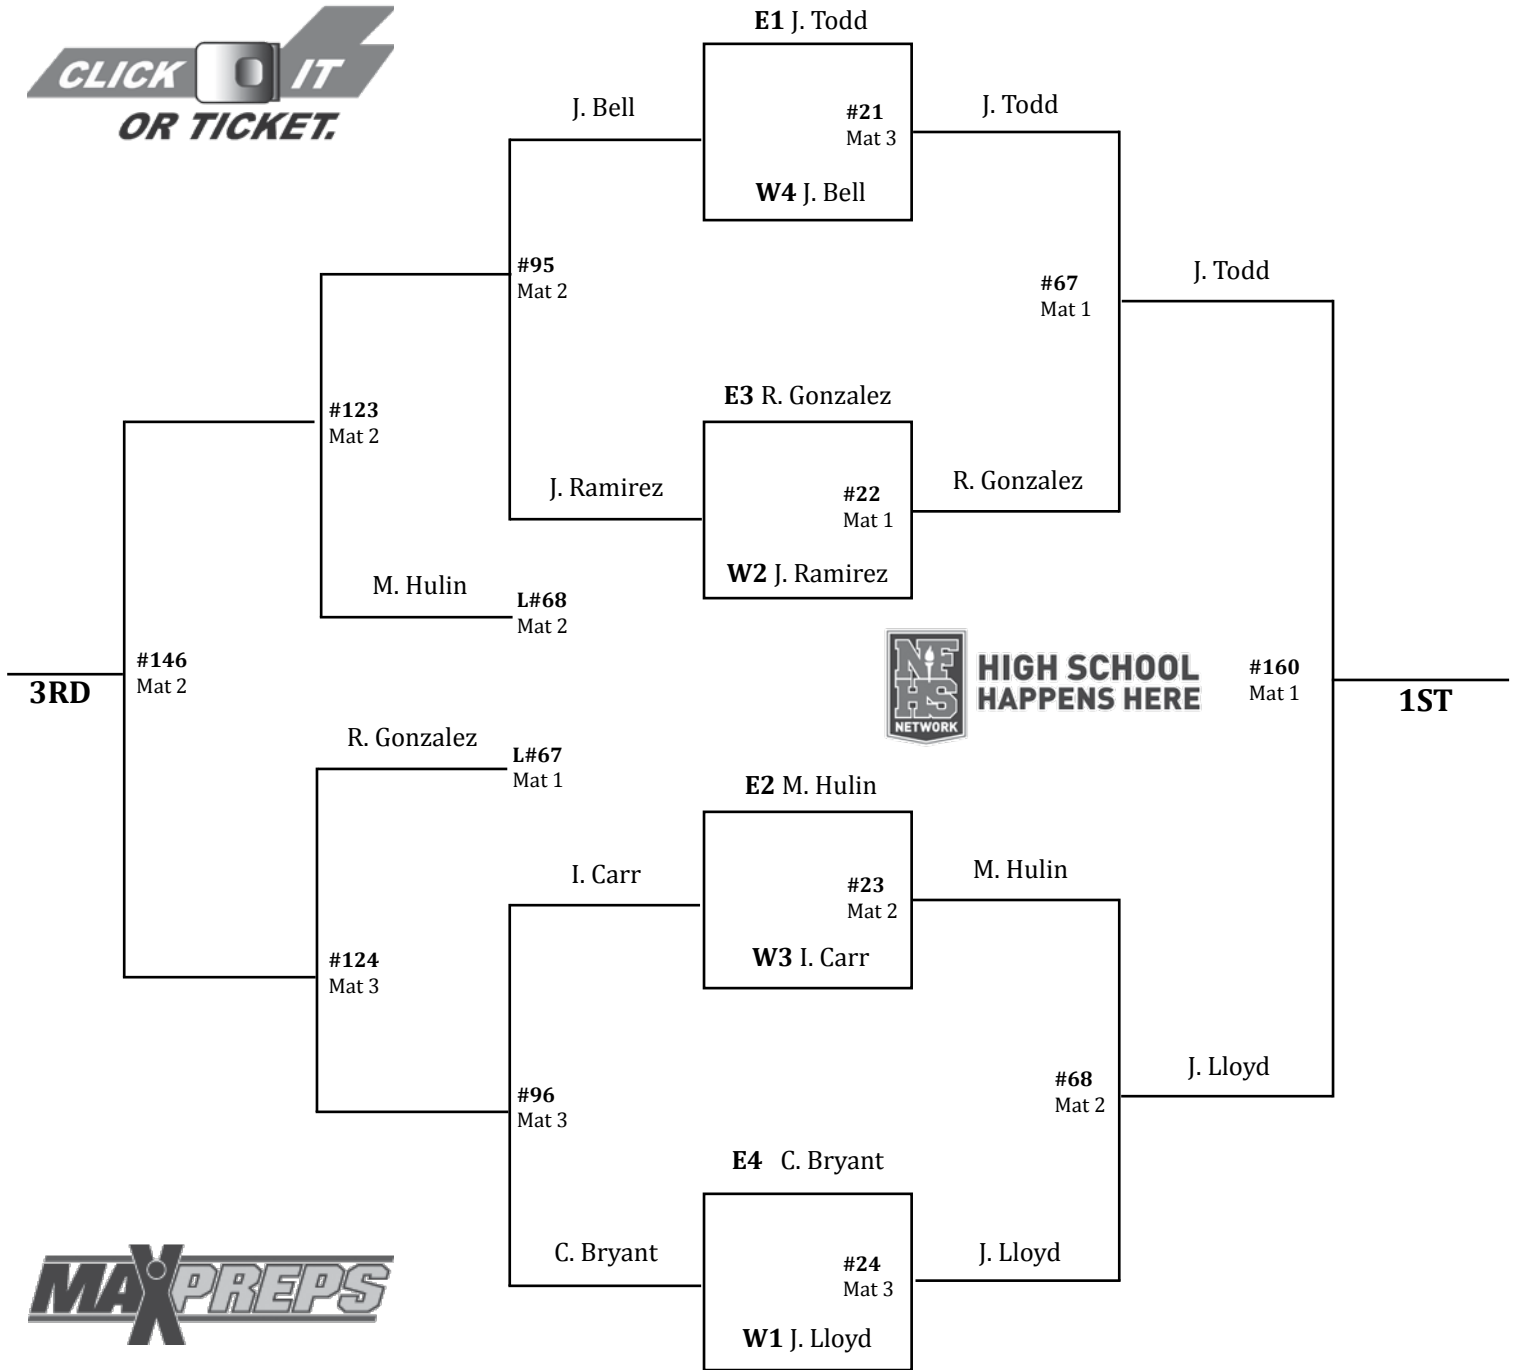 E1 J. Todd
CLICK IT
OR TICKET.
J. Bell
#21
Mat 3
J. Todd
W4 J. Bell
#95
Mat 2
#67
Mat 1
J. Todd
#123
Mat 2
E3 R. Gonzalez
J. Ramirez
#22
Mat 1
R. Gonzalez
W2 J. Ramirez
M. Hulin
L#68
Mat 2
#146
Mat 2
3RD
NF
HS
NETWORK
HIGH SCHOOL
HAPPENS HERE
#160
Mat 1
1ST
R. Gonzalez
L#67
Mat 1
E2 M. Hulin
I. Carr
#23
Mat 2
M. Hulin
W3 I. Carr
#124
Mat 3
#96
Mat 3
#68
Mat 2
J. Lloyd
E4 C. Bryant
C. Bryant
#24
Mat 3
J. Lloyd
W1 J. Lloyd
MAXPREPS